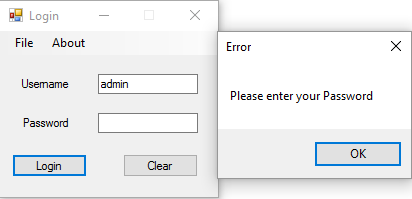 Login
File About
Username admin
Password
Login Clear
Error
Please enter your Password
OK